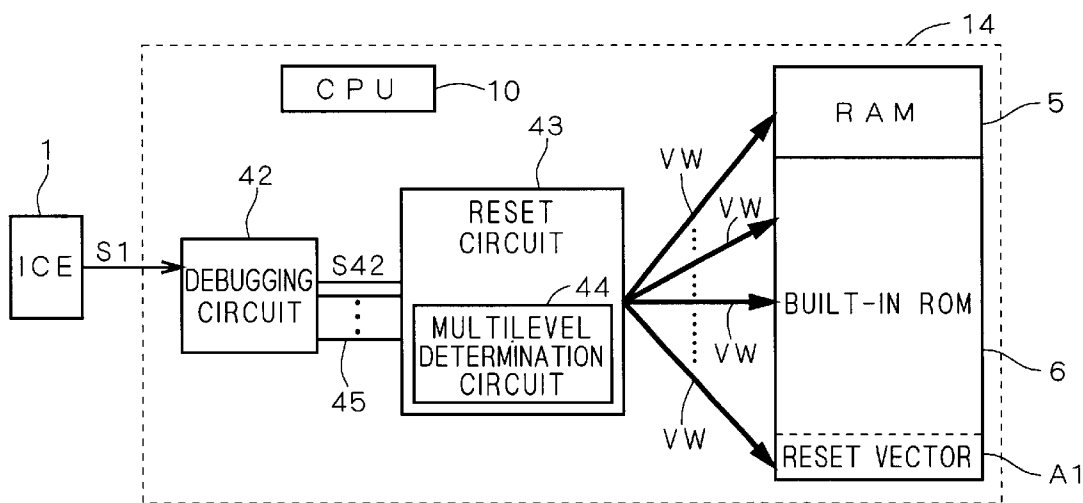 14
CPU
10
RAM
5
1
42
43
VW
ICE
S1
DEBUGGING
CIRCUIT
S42
RESET
CIRCUIT
VW
44
MULTILEVEL
DETERMINATION
CIRCUIT
45
VW
BUILT-IN ROM
6
VW
RESET VECTOR
A1